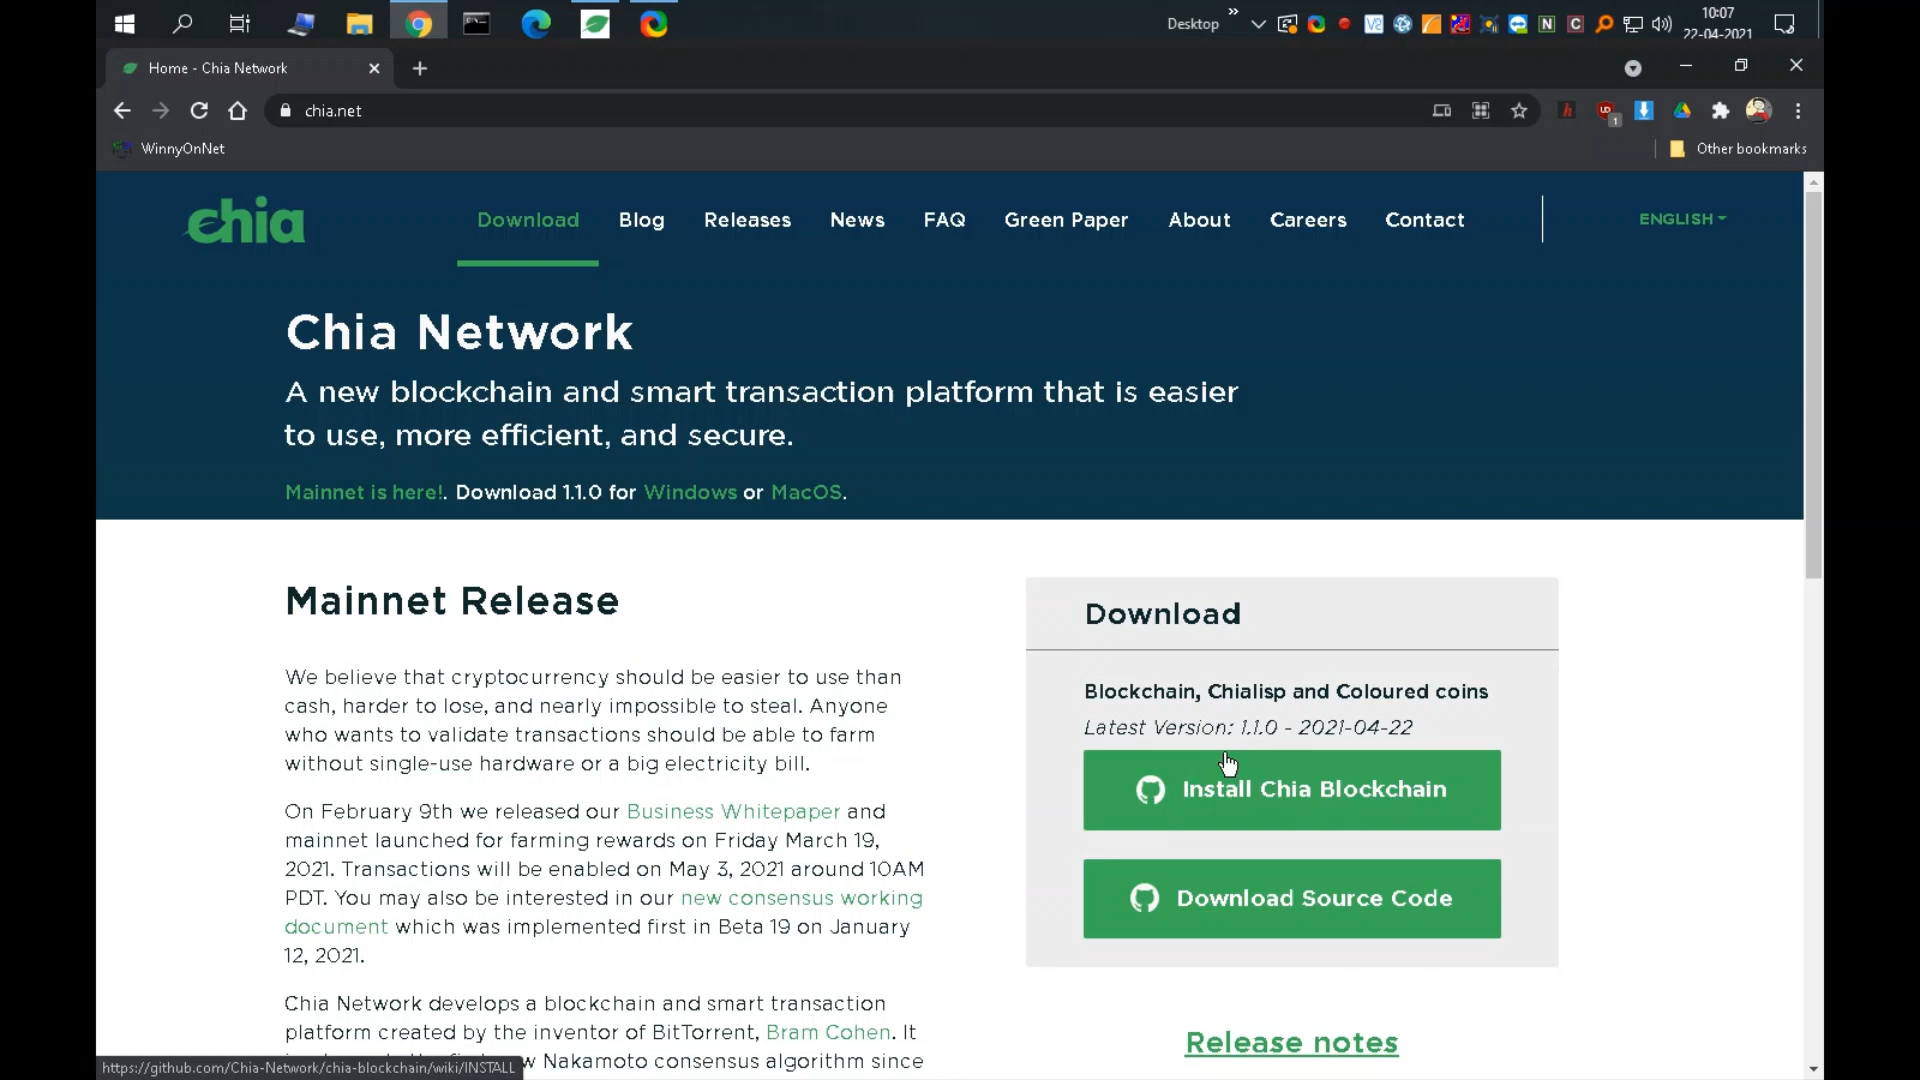 Desktop
»
10:07
22-04-2021
Home - Chia Network
chia.net
1
WinnyOnNet
Other bookmarks
chia
Download
Blog
Releases
News
FAQ
Green Paper
About
Careers
Contact
ENGLISH
Chia Network
A new blockchain and smart transaction platform that is easier
to use, more efficient, and secure.
Mainnet is here!. Download 1.1.0 for Windows or MacOS.
Mainnet Release
We believe that cryptocurrency should be easier to use than
cash, harder to lose, and nearly impossible to steal. Anyone
who wants to validate transactions should be able to farm
without single-use hardware or a big electricity bill.
On February 9th we released our Business Whitepaper and
mainnet launched for farming rewards on Friday March 19,
2021. Transactions will be enabled on May 3, 2021 around 10AM
PDT. You may also be interested in our new consensus working
document which was implemented first in Beta 19 on January
12, 2021.
Chia Network develops a blockchain and smart transaction
platform created by the inventor of BitTorrent, Bram Cohen. It
w Nakamoto consensus algorithm since
Download
Blockchain, Chialisp and Coloured coins
Latest Version: 1.1.0 - 2021-04-22
Install Chia Blockchain
Download Source Code
Release notes
https://github.com/Chia-Network/chia-blockchain/wiki/INSTALL